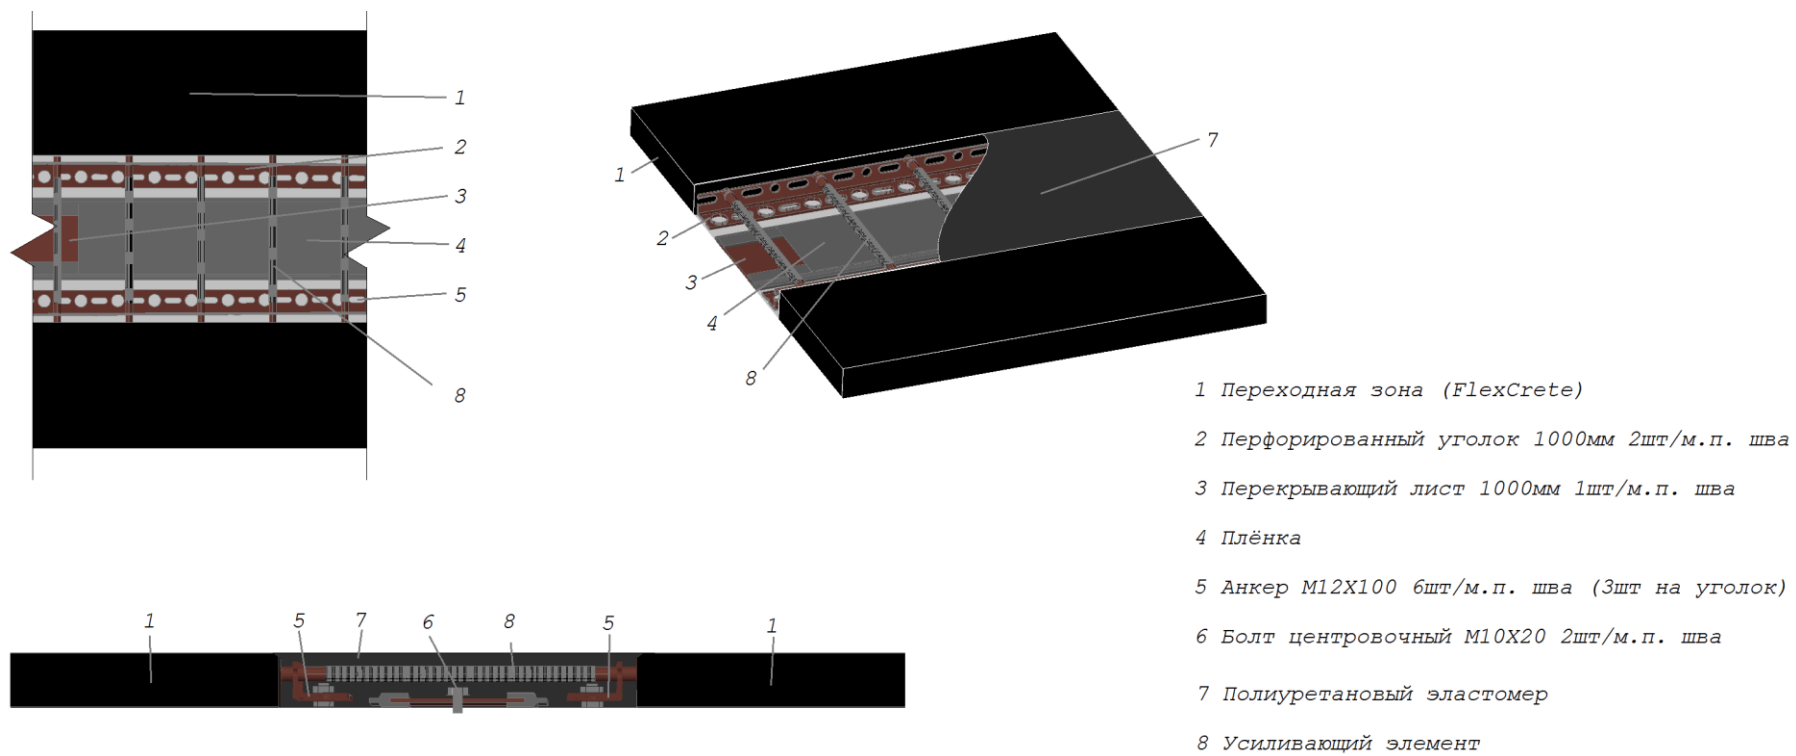 1
2
3
4
5
8
1
2
3
4
8
7
1
5
7
6
8
5
1
1 Переходная зона (FlexCrete)
2 Перфорированный уголок 1000мм 2шт/м.п. шва
3 Перекрывающий лист 1000мм 1шт/м.п. шва
4 Плёнка
5 Анкер М12Х100 6шт/м.п. шва (3шт на уголок)
6 Болт центровочный М10Х20 2шт/м.п. шва
7 Полиуретановый эластомер
8 Усиливающий элемент